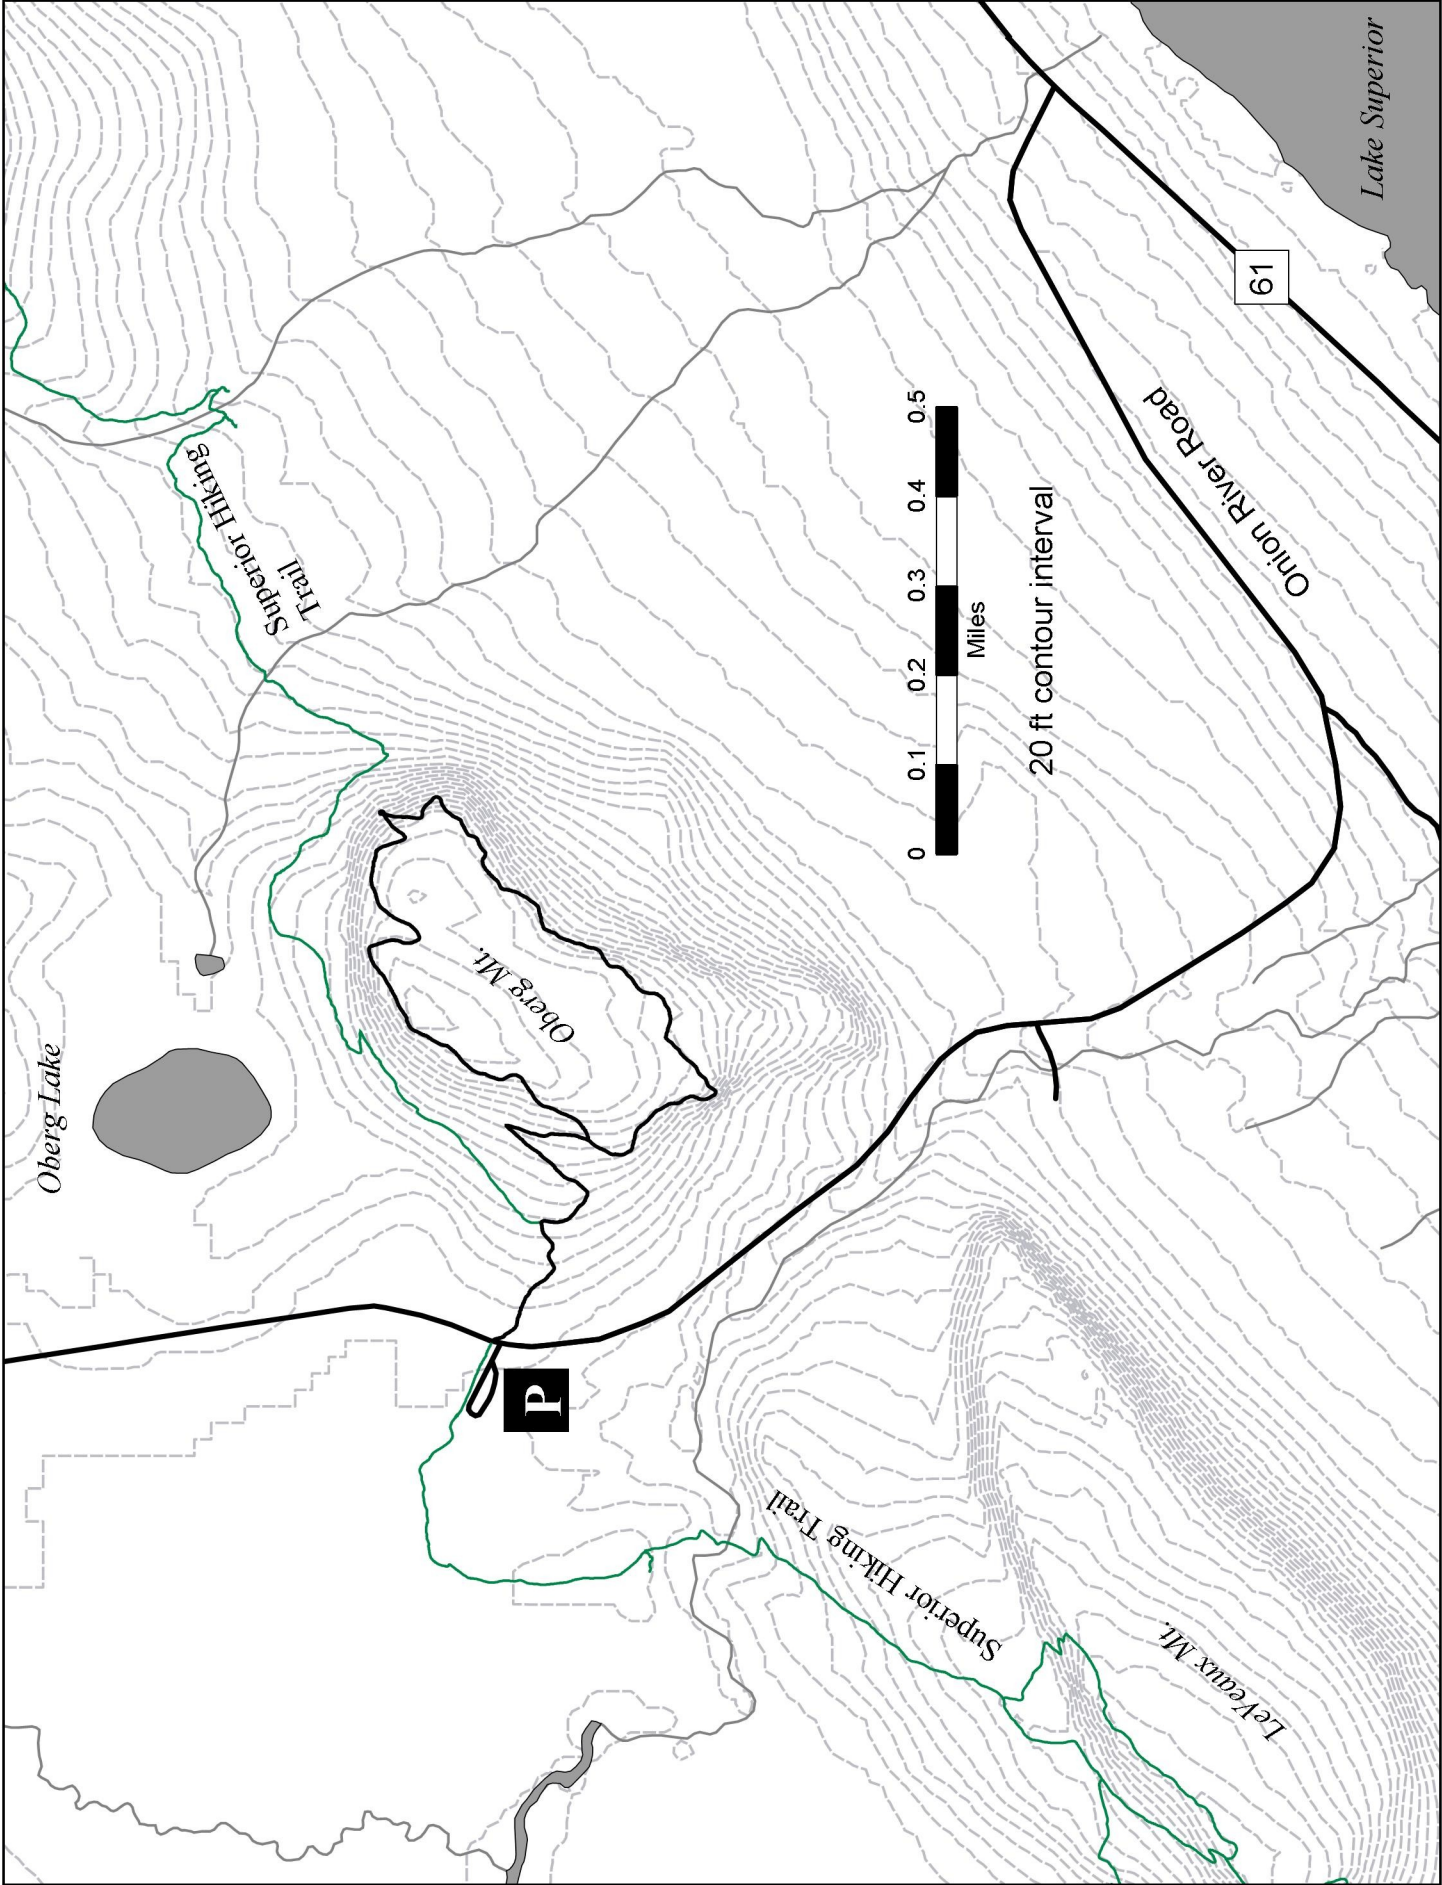 Oberg Lake
Superior Hiking
Trail
Oberg Mt.
P
Superior Hiking Trail
LeVeaux Mt.
0 0.1 0.2 0.3 0.4 0.5
Miles
20 ft contour interval
Onion River Road
61
Lake Superior